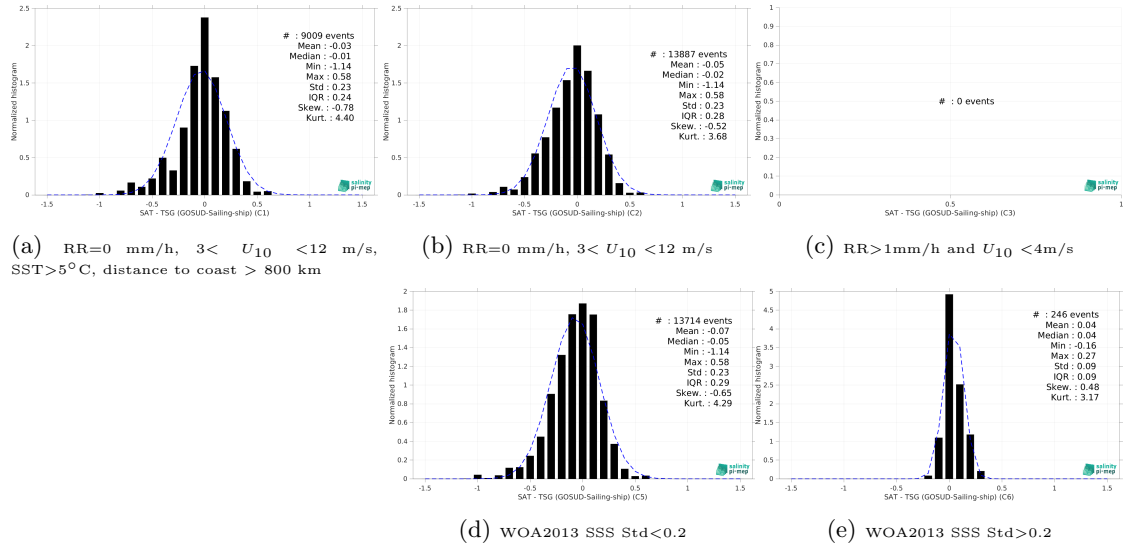 2.5
2
1.5
1
0.5
0
Normalized histogram
# : 9009 events
Mean : -0.03
Median : -0.01
Min : -1.14
Max : 0.58
Std : 0.23
IQR : 0.24
Skew. : -0.78
Kurt. : 4.40
salinity
pi-mep
-1.5 -1 -0.5 0 0.5 1 1.5
SAT - TSG (GOSUD-Sailing-ship) (C1)
(a) RR=0 mm/h, 3< U10 <12 m/s,
SST>5°C, distance to coast > 800 km
2.5
2
1.5
1
0.5
0
Normalized histogram
# : 13887 events
Mean : -0.05
Median : -0.02
Min : -1.14
Max : 0.58
Std : 0.23
IQR : 0.28
Skew. : -0.52
Kurt. : 3.68
salinity
pi-mep
-1.5 -1 -0.5 0 0.5 1 1.5
SAT - TSG (GOSUD-Sailing-ship) (C2)
(b) RR=0 mm/h, 3< U10 <12 m/s
1
0.9
0.8
0.7
0.6
0.5
0.4
0.3
0.2
0.1
0
Normalized histogram
# : 0 events
salinity
pi-mep
0 0.5 1
SAT - TSG (GOSUD-Sailing-ship) (C3)
(c) RR>1mm/h and U10 <4m/s
2
1.8
1.6
1.4
1.2
1
0.8
0.6
0.4
0.2
0
Normalized histogram
# : 13714 events
Mean : -0.07
Median : -0.05
Min : -1.14
Max : 0.58
Std : 0.23
IQR : 0.29
Skew. : -0.65
Kurt. : 4.29
salinity
pi-mep
-1.5 -1 -0.5 0 0.5 1 1.5
SAT - TSG (GOSUD-Sailing-ship) (C5)
(d) WOA2013 SSS Std<0.2
5
4.5
4
3.5
3
2.5
2
1.5
1
0.5
0
Normalized histogram
# : 246 events
Mean : 0.04
Median : 0.04
Min : -0.16
Max : 0.27
Std : 0.09
IQR : 0.09
Skew. : 0.48
Kurt. : 3.17
salinity
pi-mep
-1.5 -1 -0.5 0 0.5 1 1.5
SAT - TSG (GOSUD-Sailing-ship) (C6)
(e) WOA2013 SSS Std>0.2